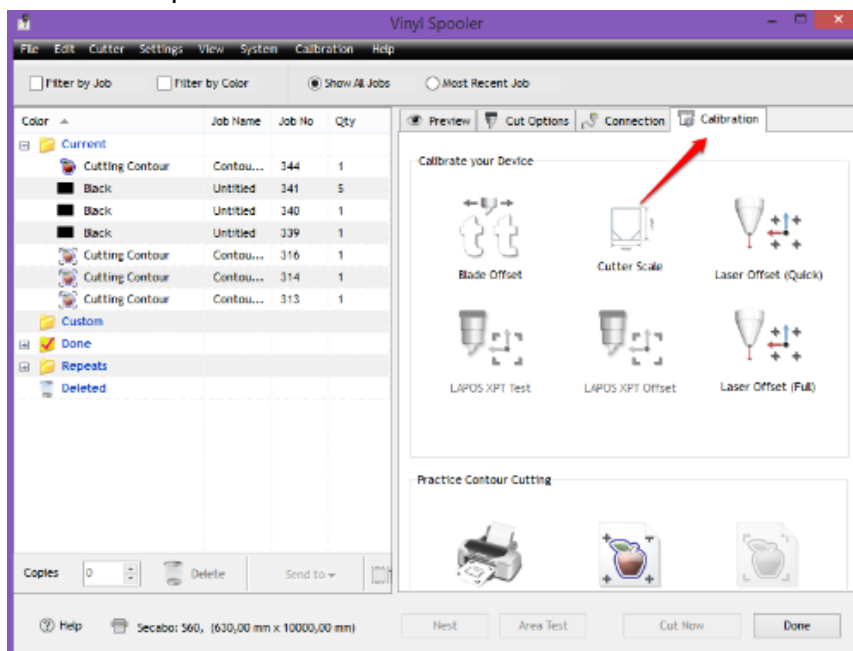 Vinyl Spooler
File Edit Cutter Settings View System Calibration Help
Filter by Job Filter by Color Show All Jobs Most Recent Job
Color Job Name Job No Qty
Current
Cutting Contour Contou... 344 1
Black Untitled 341 5
Black Untitled 340 1
Black Untitled 339 1
Cutting Contour Contou... 316 1
Cutting Contour Contou... 314 1
Cutting Contour Contou... 313 1
Custom
Done
Repeats
Deleted
Copies 0 Delete Send to
Preview Cut Options Connection Calibration
Calibrate your Device
Blade Offset Cutter Scale Laser Offset (Quick)
LAPOS XPT Test LAPOS XPT Offset Laser Offset (Full)
Practice Contour Cutting
Help Secabo: S60, (630,00 mm x 10000,00 mm) Nest Area Test Cut Now Done